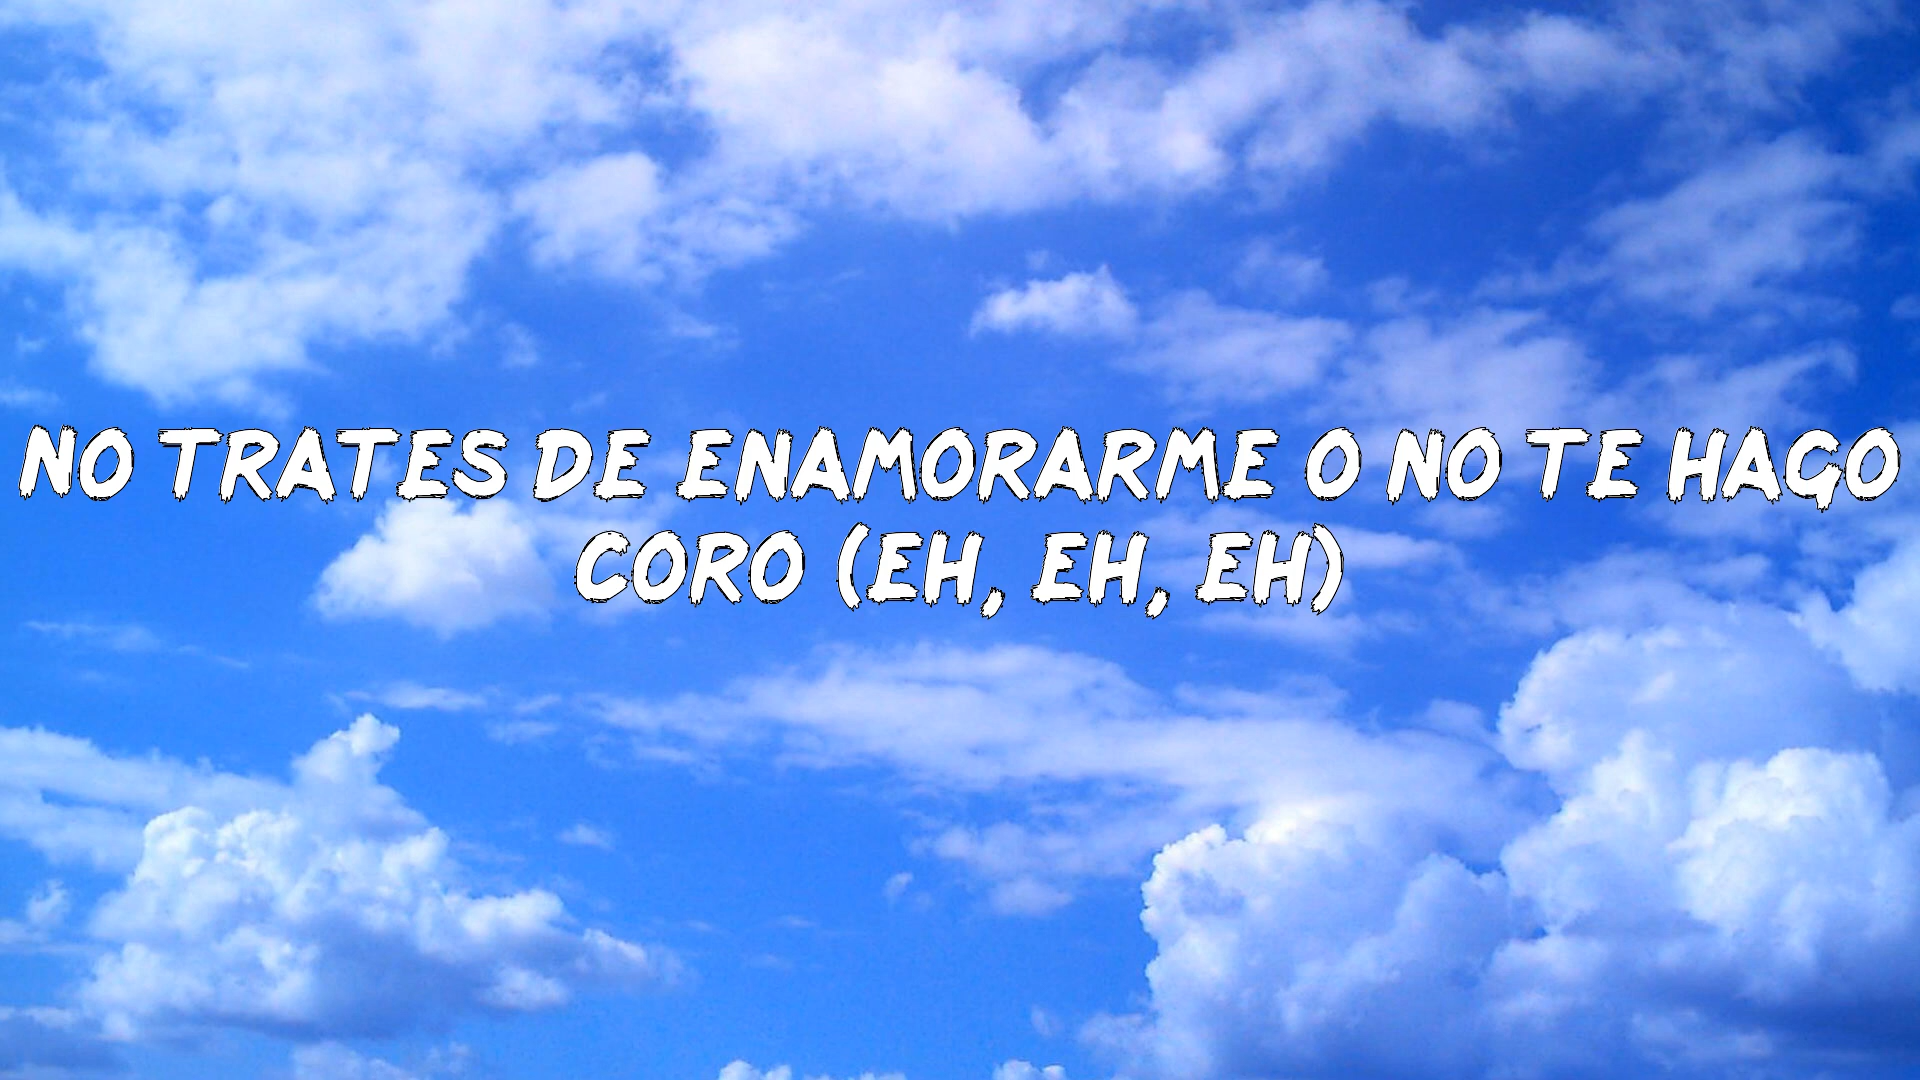 NO TRATES DE ENAMORARME O NO TE HAGO
CORO (EH, EH, EH)